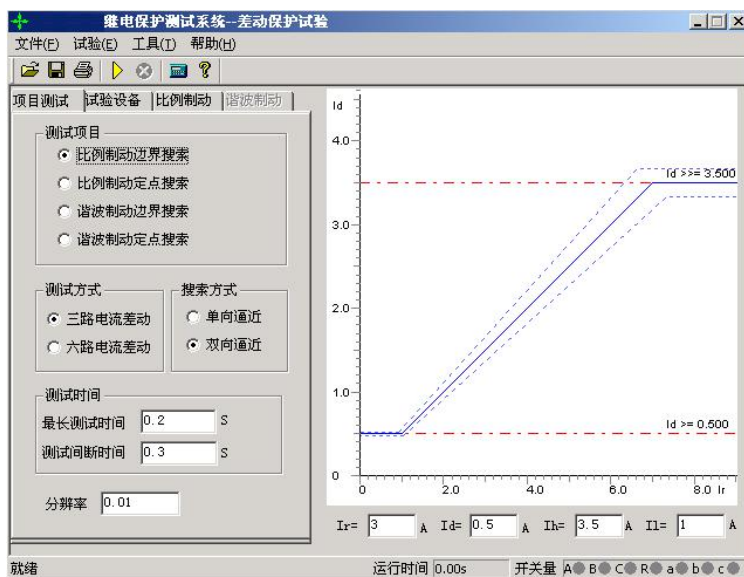 继电保护测试系统--差动保护试验
文件(F) 试验(E) 工具(T) 帮助(H)
项目测试 试验设备 比例制动 谐波制动
测试项目
比例制动边界搜索
比例制动定点搜索
谐波制动边界搜索
谐波制动定点搜索
测试方式
三路电流差动
六路电流差动
搜索方式
单向逼近
双向逼近
测试时间
最长测试时间 0.2 S
测试间断时间 0.3 S
分辨率 0.01
Id
4.0
Id >>= 3.500
3.0
2.0
1.0
Id >= 0.500
0
0 2.0 4.0 6.0 8.0 Ir
Ir= 3 A Id= 0.5 A Ih= 3.5 A Il= 1 A
就绪 运行时间 0.00s 开关量 A B C R a b c